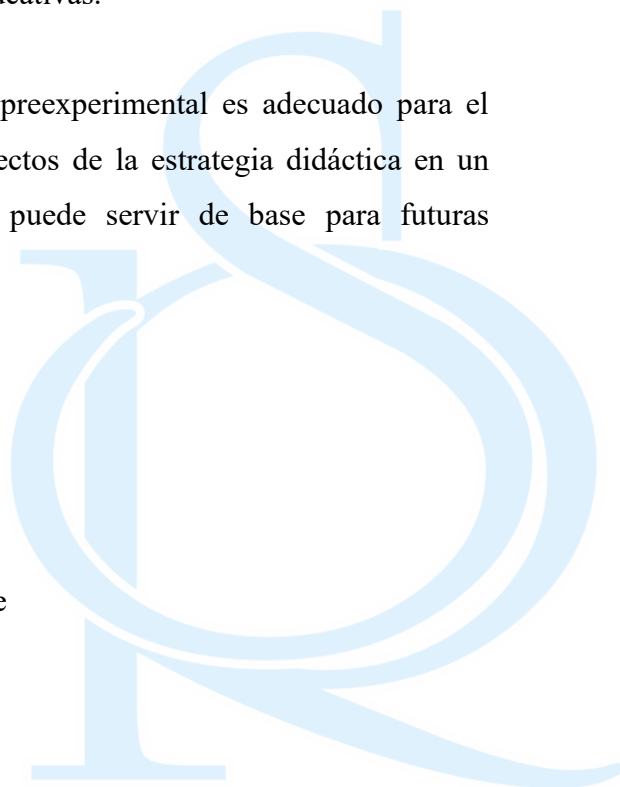 preexperimental es adecuado para el
ectos de la estrategia didáctica en un
puede servir de base para futuras
e